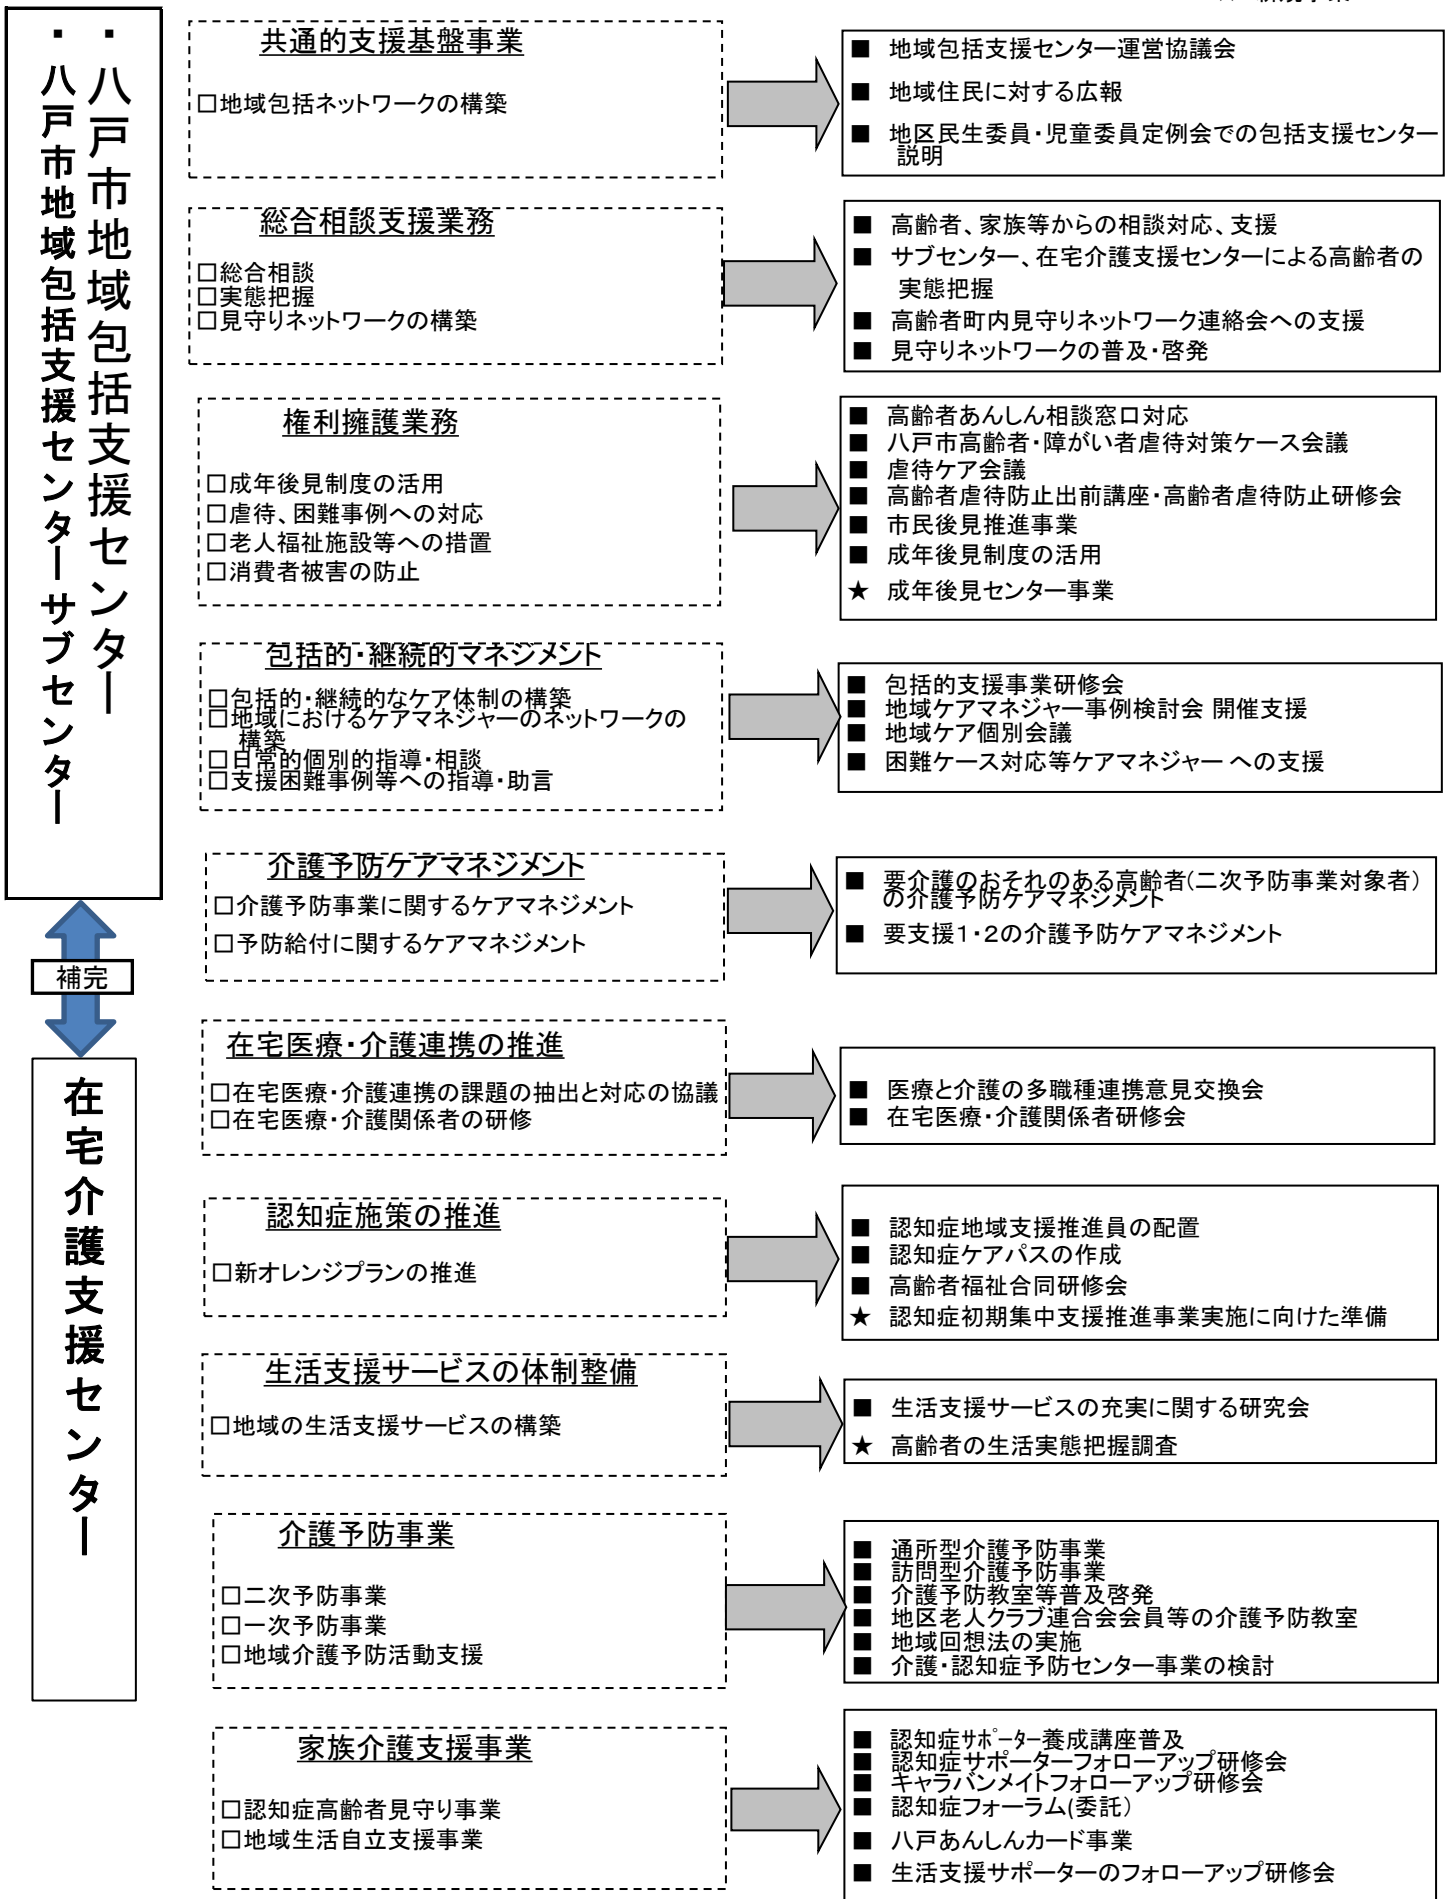 ・八戸市地域包括支援センター
・八戸市地域包括支援センターサブセンター
補完
在宅介護支援センター
共通的支援基盤事業
□地域包括ネットワークの構築
■ 地域包括支援センター運営協議会
■ 地域住民に対する広報
■ 地区民生委員・児童委員定例会での包括支援センター
説明
総合相談支援業務
□総合相談
□実態把握
□見守りネットワークの構築
■ 高齢者、家族等からの相談対応、支援
■ サブセンター、在宅介護支援センターによる高齢者の
実態把握
■ 高齢者町内見守りネットワーク連絡会への支援
■ 見守りネットワークの普及・啓発
権利擁護業務
□成年後見制度の活用
□虐待、困難事例への対応
□老人福祉施設等への措置
□消費者被害の防止
■ 高齢者あんしん相談窓口対応
■ 八戸市高齢者・障がい者虐待対策ケース会議
■ 虐待ケア会議
■ 高齢者虐待防止出前講座・高齢者虐待防止研修会
■ 市民後見推進事業
■ 成年後見制度の活用
★ 成年後見センター事業
包括的・継続的マネジメント
□包括的・継続的なケア体制の構築
□地域におけるケアマネジャーのネットワークの
構築
□日常的個別的指導・相談
□支援困難事例等への指導・助言
■ 包括的支援事業研修会
■ 地域ケアマネジャー事例検討会 開催支援
■ 地域ケア個別会議
■ 困難ケース対応等ケアマネジャー への支援
介護予防ケアマネジメント
□介護予防事業に関するケアマネジメント
□予防給付に関するケアマネジメント
■ 要介護のおそれのある高齢者(二次予防事業対象者)
の介護予防ケアマネジメント
■ 要支援1・2の介護予防ケアマネジメント
在宅医療・介護連携の推進
□在宅医療・介護連携の課題の抽出と対応の協議
□在宅医療・介護関係者の研修
■ 医療と介護の多職種連携意見交換会
■ 在宅医療・介護関係者研修会
認知症施策の推進
□新オレンジプランの推進
■ 認知症地域支援推進員の配置
■ 認知症ケアパスの作成
■ 高齢者福祉合同研修会
★ 認知症初期集中支援推進事業実施に向けた準備
生活支援サービスの体制整備
□地域の生活支援サービスの構築
■ 生活支援サービスの充実に関する研究会
★ 高齢者の生活実態把握調査
介護予防事業
□二次予防事業
□一次予防事業
□地域介護予防活動支援
■ 通所型介護予防事業
■ 訪問型介護予防事業
■ 介護予防教室等普及啓発
■ 地区老人クラブ連合会会員等の介護予防教室
■ 地域回想法の実施
■ 介護・認知症予防センター事業の検討
家族介護支援事業
□認知症高齢者見守り事業
□地域生活自立支援事業
■ 認知症ｻﾎﾟｰﾀｰ養成講座普及
■ 認知症サポーターフォローアップ研修会
■ キャラバンメイトフォローアップ研修会
■ 認知症フォーラム(委託)
■ 八戸あんしんカード事業
■ 生活支援サポーターのフォローアップ研修会